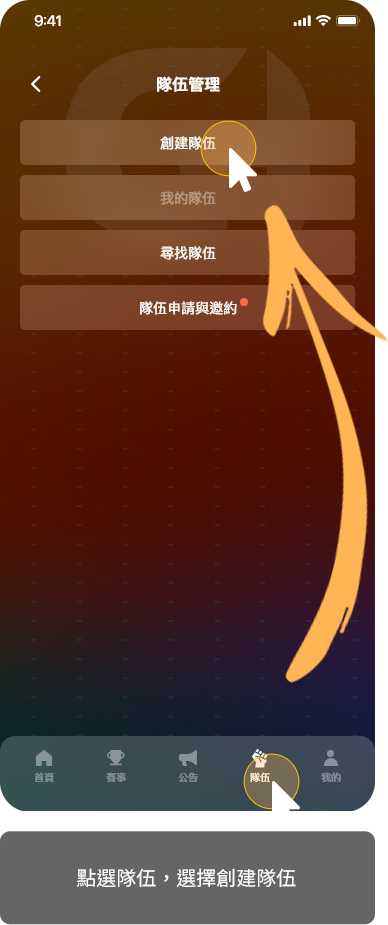 9:41
隊伍管理
創建隊伍
我的隊伍
尋找隊伍
隊伍申請與邀約
首頁
賽事
公告
隊伍
我的
點選隊伍，選擇創建隊伍